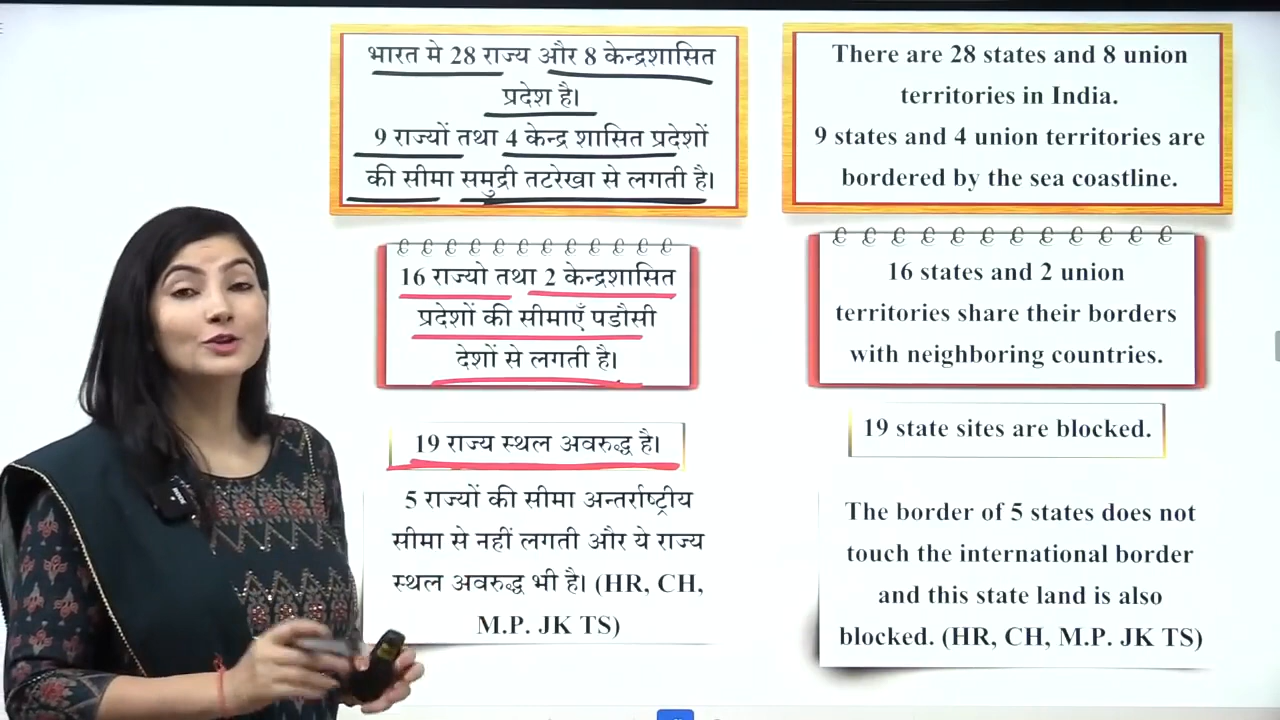 भारत मे 28 राज्य और 8 केन्द्रशासित
प्रदेश है।
9 राज्यों तथा 4 केन्द्र शासित प्रदेशों
की सीमा समुद्री तटरेखा से लगती है।
There are 28 states and 8 union
territories in India.
9 states and 4 union territories are
bordered by the sea coastline.
16 राज्यो तथा 2 केन्द्रशासित
प्रदेशों की सीमाएँ पडौसी
देशों से लगती है।
16 states and 2 union
territories share their borders
with neighboring countries.
19 राज्य स्थल अवरुद्ध है।
19 state sites are blocked.
5 राज्यों की सीमा अन्तर्राष्ट्रीय
सीमा से नहीं लगती और ये राज्य
स्थल अवरुद्ध भी है। (HR, CH,
M.P. JK TS)
The border of 5 states does not
touch the international border
and this state land is also
blocked. (HR, CH, M.P. JK TS)